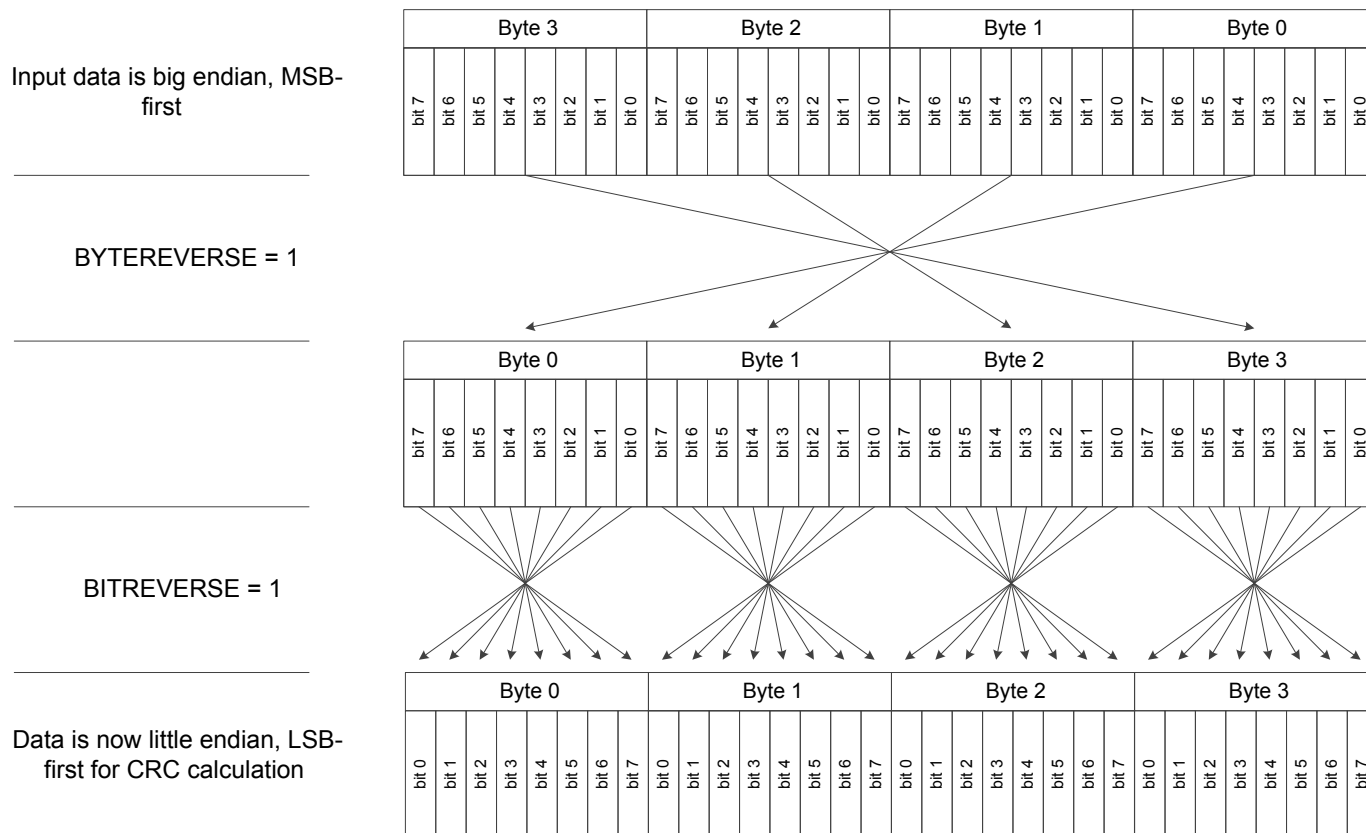 Byte 3 Byte 2 Byte 1 Byte 0
Input data is big endian, MSB-
first
bit 7 bit 6 bit 5 bit 4 bit 3 bit 2 bit 1 bit 0 bit 7 bit 6 bit 5 bit 4 bit 3 bit 2 bit 1 bit 0 bit 7 bit 6 bit 5 bit 4 bit 3 bit 2 bit 1 bit 0 bit 7 bit 6 bit 5 bit 4 bit 3 bit 2 bit 1 bit 0
BYTEREVERSE = 1
Byte 0 Byte 1 Byte 2 Byte 3
bit 7 bit 6 bit 5 bit 4 bit 3 bit 2 bit 1 bit 0 bit 7 bit 6 bit 5 bit 4 bit 3 bit 2 bit 1 bit 0 bit 7 bit 6 bit 5 bit 4 bit 3 bit 2 bit 1 bit 0 bit 7 bit 6 bit 5 bit 4 bit 3 bit 2 bit 1 bit 0
BITREVERSE = 1
Byte 0 Byte 1 Byte 2 Byte 3
Data is now little endian, LSB-
first for CRC calculation
bit 0 bit 1 bit 2 bit 3 bit 4 bit 5 bit 6 bit 7 bit 0 bit 1 bit 2 bit 3 bit 4 bit 5 bit 6 bit 7 bit 0 bit 1 bit 2 bit 3 bit 4 bit 5 bit 6 bit 7 bit 0 bit 1 bit 2 bit 3 bit 4 bit 5 bit 6 bit 7